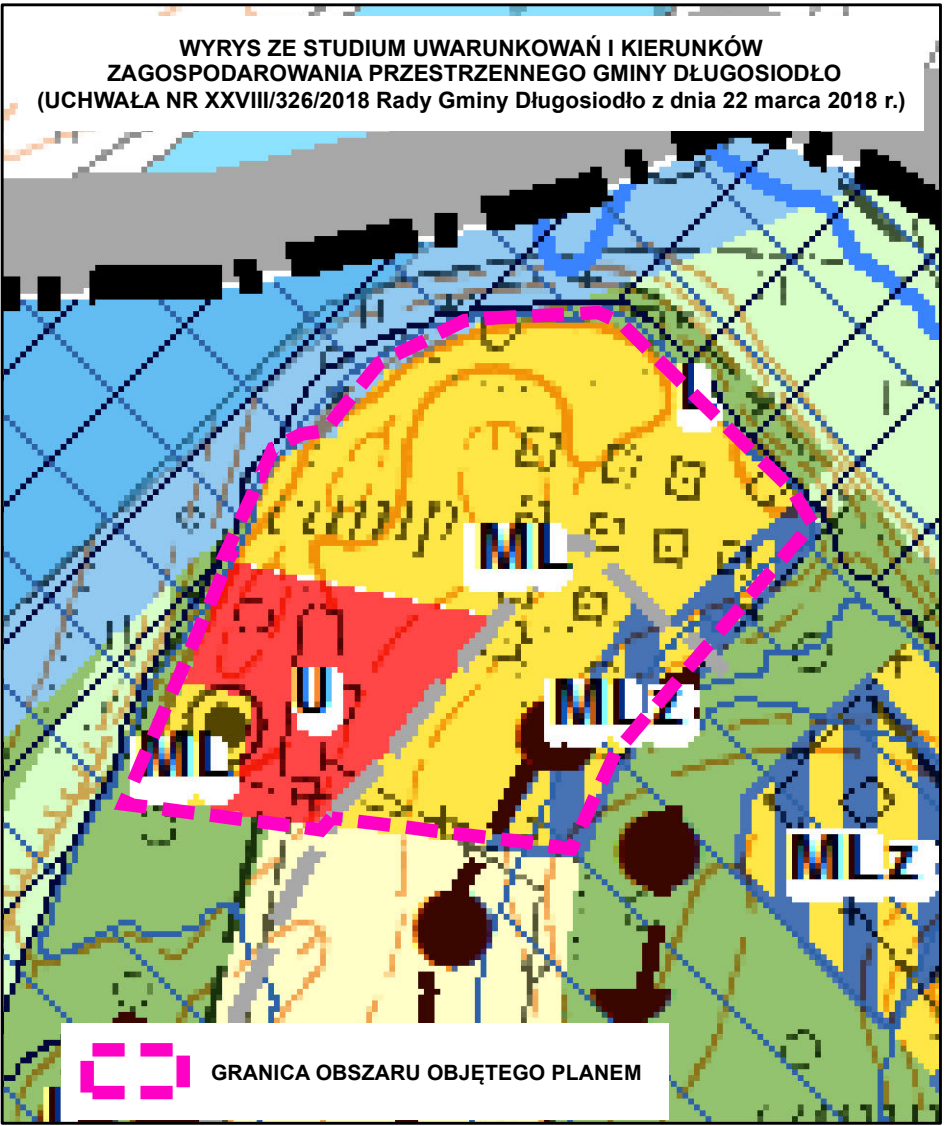 WYRYS ZE STUDIUM UWARUNKOWAŃ I KIERUNKÓW
ZAGOSPODAROWANIA PRZESTRZENNEGO GMINY DŁUGOSIODŁO
(UCHWAŁA NR XXVIII/326/2018 Rady Gminy Długosiodło z dnia 22 marca 2018 r.)
camp
ML
U
MLz
ML
MLz
GRANICA OBSZARU OBJĘTEGO PLANEM